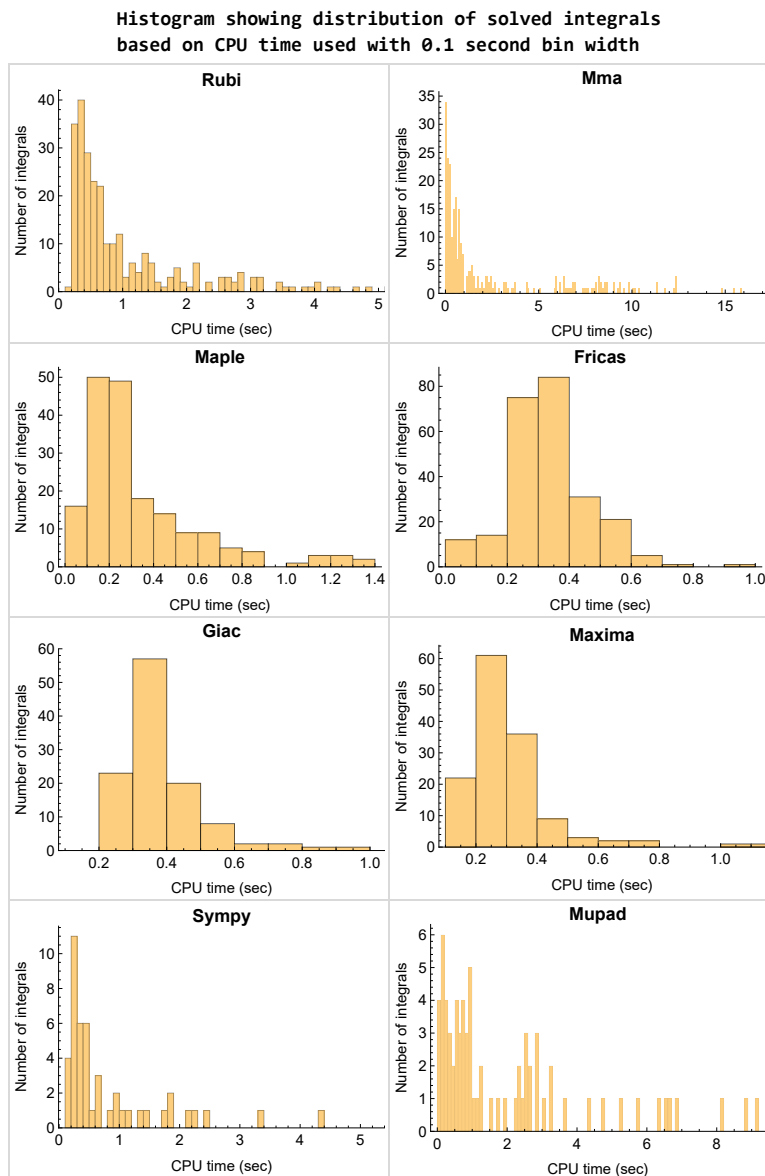 Histogram showing distribution of solved integrals
based on CPU time used with 0.1 second bin width
Rubi
Number of integrals
40
30
20
10
0
0 1 2 3 4 5
CPU time (sec)
Mma
Number of integrals
35
30
25
20
15
10
5
0
0 5 10 15
CPU time (sec)
Maple
Number of integrals
50
40
30
20
10
0
0.0 0.2 0.4 0.6 0.8 1.0 1.2 1.4
CPU time (sec)
Fricas
Number of integrals
80
60
40
20
0
0.0 0.2 0.4 0.6 0.8 1.0
CPU time (sec)
Giac
Number of integrals
60
50
40
30
20
10
0
0.2 0.4 0.6 0.8 1.0
CPU time (sec)
Maxima
Number of integrals
60
50
40
30
20
10
0
0.2 0.4 0.6 0.8 1.0
CPU time (sec)
Sympy
Number of integrals
10
8
6
4
2
0
0 1 2 3 4 5
CPU time (sec)
Mupad
Number of integrals
6
5
4
3
2
1
0
0 2 4 6 8
CPU time (sec)